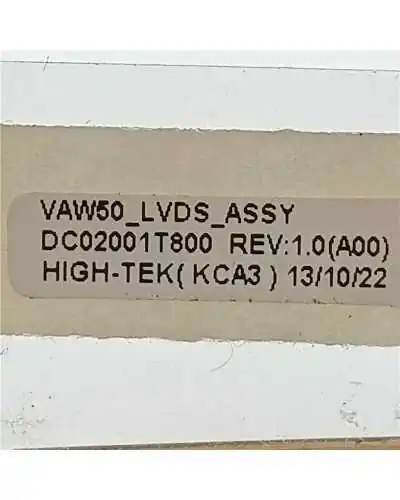 VAW50_LVDS_ASSY
DC02001T800 REV:1.0(A00)
HIGH-TEK( KCA3 ) 13/10/22